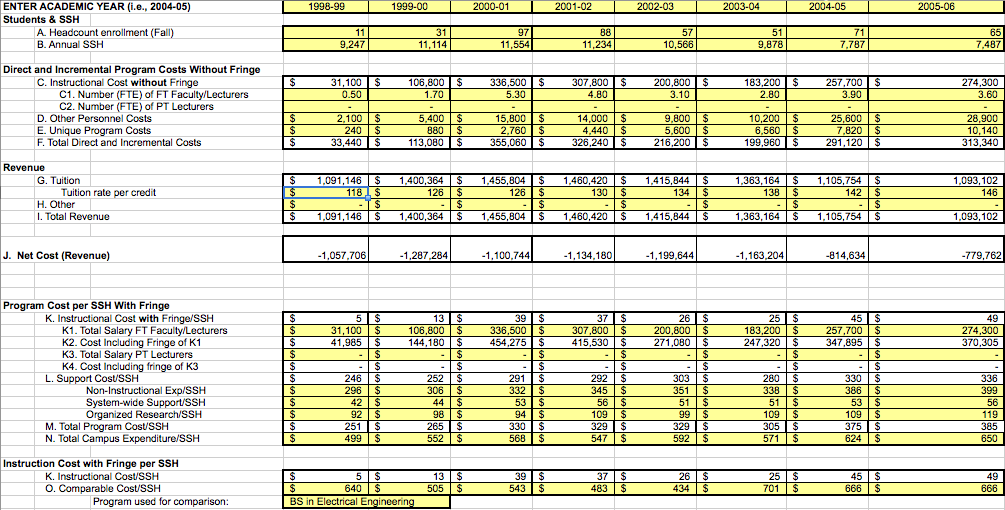 ENTER ACADEMIC YEAR (i.e., 2004-05) 1998-99 1999-00 2000-01 2001-02 2002-03 2003-04 2004-05 2005-06
Students & SSH
A. Headcount enrollment (Fall) 11 31 97 88 57 51 71 65
B. Annual SSH 9,247 11,114 11,554 11,234 10,566 9,878 7,787 7,487
Direct and Incremental Program Costs Without Fringe
C. Instructional Cost without Fringe $ 31,100 $ 106,800 $ 336,500 $ 307,800 $ 200,800 $ 183,200 $ 257,700 $ 274,300
C1. Number (FTE) of FT Faculty/Lecturers 0.50 1.70 5.30 4.80 3.10 2.80 3.90 3.60
C2. Number (FTE) of PT Lecturers - - - - - - - -
D. Other Personnel Costs $ 2,100 $ 5,400 $ 15,800 $ 14,000 $ 9,800 $ 10,200 $ 25,600 $ 28,900
E. Unique Program Costs $ 240 $ 880 $ 2,760 $ 4,440 $ 5,600 $ 6,560 $ 7,820 $ 10,140
F. Total Direct and Incremental Costs $ 33,440 $ 113,080 $ 355,060 $ 326,240 $ 216,200 $ 199,960 $ 291,120 $ 313,340
Revenue
G. Tuition $ 1,091,146 $ 1,400,364 $ 1,455,804 $ 1,460,420 $ 1,415,844 $ 1,363,164 $ 1,105,754 $ 1,093,102
Tuition rate per credit $ 118 $ 126 $ 126 $ 130 $ 134 $ 138 $ 142 $ 146
H. Other $ - $ - $ - $ - $ - $ - $ - $ -
I. Total Revenue $ 1,091,146 $ 1,400,364 $ 1,455,804 $ 1,460,420 $ 1,415,844 $ 1,363,164 $ 1,105,754 $ 1,093,102
J. Net Cost (Revenue) -1,057,706 -1,287,284 -1,100,744 -1,134,180 -1,199,644 -1,163,204 -814,634 -779,762
Program Cost per SSH With Fringe
K. Instructional Cost with Fringe/SSH $ 5 $ 13 $ 39 $ 37 $ 26 $ 25 $ 45 $ 49
K1. Total Salary FT Faculty/Lecturers $ 31,100 $ 106,800 $ 336,500 $ 307,800 $ 200,800 $ 183,200 $ 257,700 $ 274,300
K2. Cost Including Fringe of K1 $ 41,985 $ 144,180 $ 454,275 $ 415,530 $ 271,080 $ 247,320 $ 347,895 $ 370,305
K3. Total Salary PT Lecturers $ - $ - $ - $ - $ - $ - $ - $ -
K4. Cost Including fringe of K3 $ - $ - $ - $ - $ - $ - $ - $ -
L. Support Cost/SSH $ 246 $ 252 $ 291 $ 292 $ 303 $ 280 $ 330 $ 336
Non-Instructional Exp/SSH $ 296 $ 306 $ 332 $ 345 $ 351 $ 338 $ 386 $ 399
System-wide Support/SSH $ 42 $ 44 $ 53 $ 56 $ 51 $ 51 $ 53 $ 56
Organized Research/SSH $ 92 $ 98 $ 94 $ 109 $ 99 $ 109 $ 109 $ 119
M. Total Program Cost/SSH $ 251 $ 265 $ 330 $ 329 $ 329 $ 305 $ 375 $ 385
N. Total Campus Expenditure/SSH $ 499 $ 552 $ 568 $ 547 $ 592 $ 571 $ 624 $ 650
Instruction Cost with Fringe per SSH
K. Instructional Cost/SSH $ 5 $ 13 $ 39 $ 37 $ 26 $ 25 $ 45 $ 49
O. Comparable Cost/SSH $ 640 $ 505 $ 543 $ 483 $ 434 $ 701 $ 666 $ 666
Program used for comparison: BS in Electrical Engineering